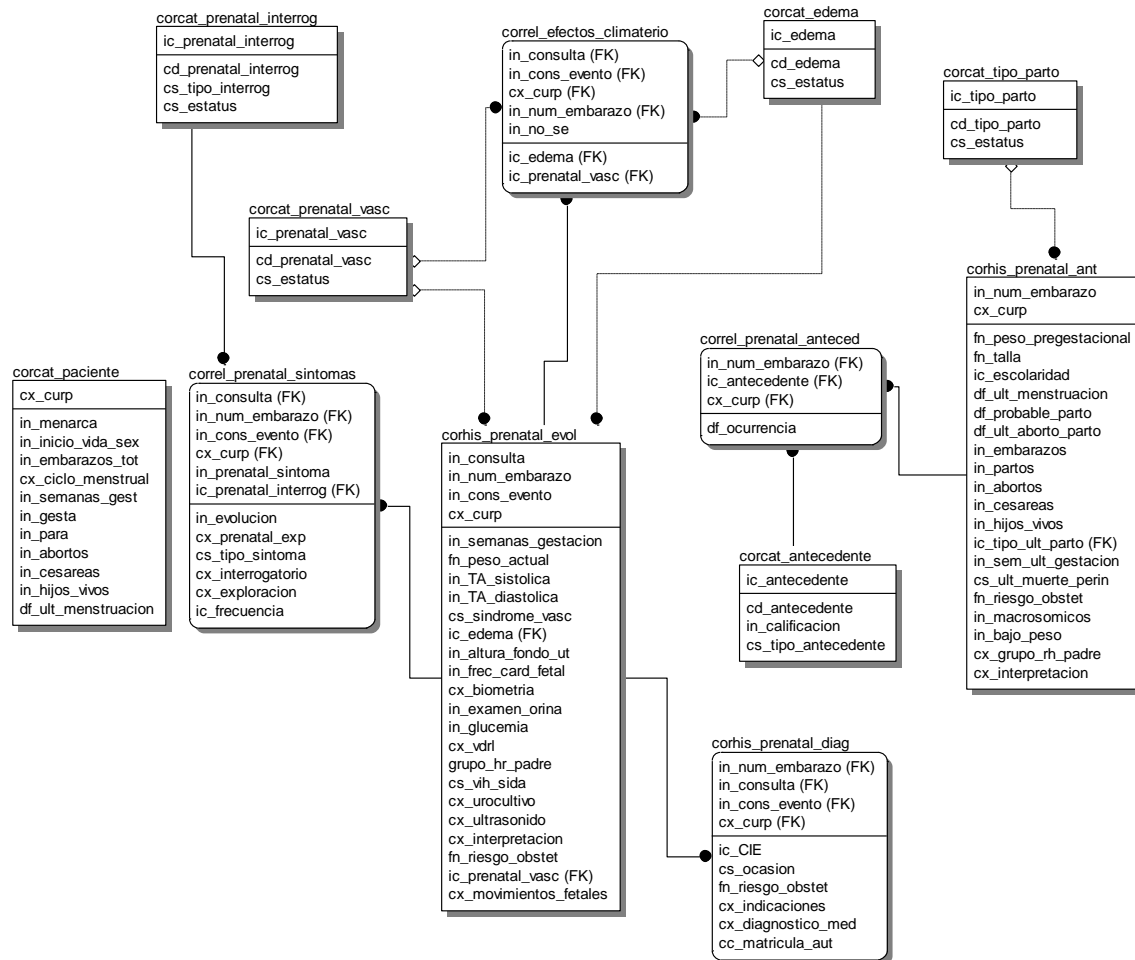 corcat_prenatal_interrog
ic_prenatal_interrog
cd_prenatal_interrog
cs_tipo_interrog
cs_estatus
correl_efectos_climaterio
in_consulta (FK)
in_cons_evento (FK)
cx_curp (FK)
in_num_embarazo (FK)
in_no_se
ic_edema (FK)
ic_prenatal_vasc (FK)
corcat_edema
ic_edema
cd_edema
cs_estatus
corcat_tipo_parto
ic_tipo_parto
cd_tipo_parto
cs_estatus
corcat_prenatal_vasc
ic_prenatal_vasc
cd_prenatal_vasc
cs_estatus
corhis_prenatal_ant
in_num_embarazo
cx_curp
fn_peso_pregestacional
fn_talla
ic_escolaridad
df_ult_menstruacion
df_probable_parto
df_ult_aborto_parto
in_embarazos
in_partos
in_abortos
in_cesareas
in_hijos_vivos
ic_tipo_ult_parto (FK)
in_sem_ult_gestacion
cs_ult_muerte_perin
fn_riesgo_obstet
in_macrosomicos
in_bajo_peso
cx_grupo_rh_padre
cx_interpretacion
correl_prenatal_anteced
in_num_embarazo (FK)
ic_antecedente (FK)
cx_curp (FK)
df_ocurrencia
corcat_paciente
cx_curp
in_menarca
in_inicio_vida_sex
in_embarazos_tot
cx_ciclo_menstrual
in_semanas_gest
in_gesta
in_para
in_abortos
in_cesareas
in_hijos_vivos
df_ult_menstruacion
correl_prenatal_sintomas
in_consulta (FK)
in_num_embarazo (FK)
in_cons_evento (FK)
cx_curp (FK)
in_prenatal_sintoma
ic_prenatal_interrog (FK)
in_evolucion
cx_prenatal_exp
cs_tipo_sintoma
cx_interrogatorio
cx_exploracion
ic_frecuencia
corhis_prenatal_evol
in_consulta
in_num_embarazo
in_cons_evento
cx_curp
in_semanas_gestacion
fn_peso_actual
in_TA_sistolica
in_TA_diastolica
cs_sindrome_vasc
ic_edema (FK)
in_altura_fondo_ut
in_frec_card_fetal
cx_biometria
in_examen_orina
in_glucemia
cx_vdrl
grupo_hr_padre
cs_vih_sida
cx_urocultivo
cx_ultrasonido
cx_interpretacion
fn_riesgo_obstet
ic_prenatal_vasc (FK)
cx_movimientos_fetales
corcat_antecedente
ic_antecedente
cd_antecedente
in_calificacion
cs_tipo_antecedente
corhis_prenatal_diag
in_num_embarazo (FK)
in_consulta (FK)
in_cons_evento (FK)
cx_curp (FK)
ic_CIE
cs_ocasion
fn_riesgo_obstet
cx_indicaciones
cx_diagnostico_med
cc_matricula_aut